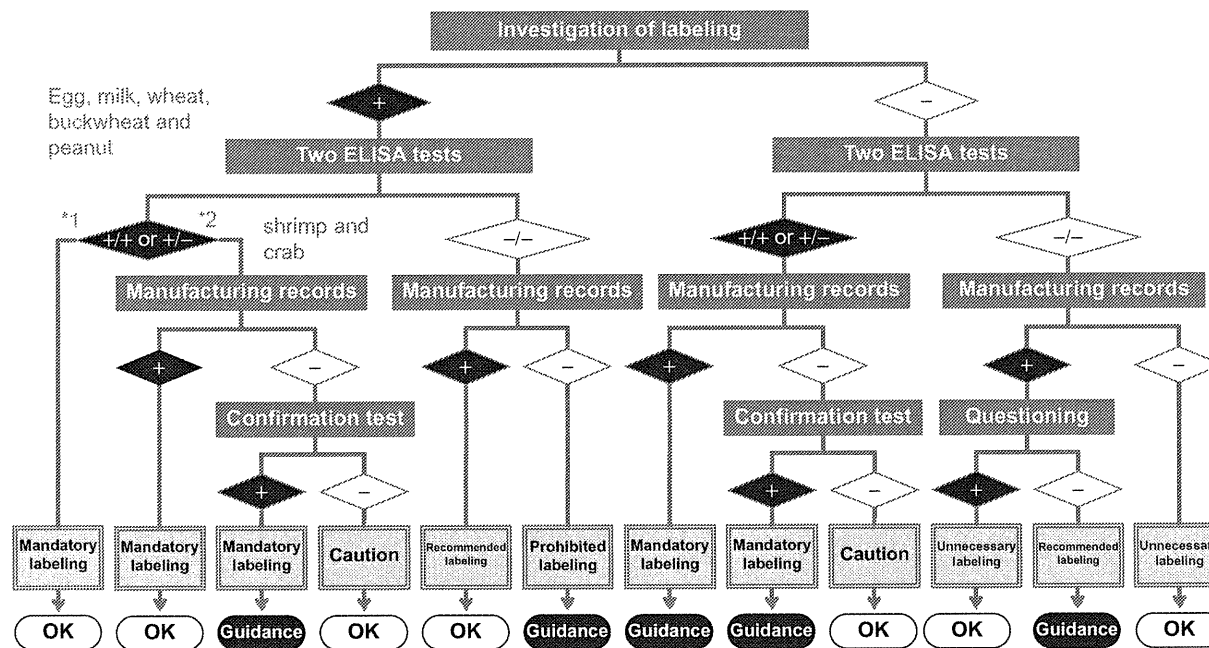 Investigation of labeling
+
−
Egg, milk, wheat,
buckwheat and
peanut
Two ELISA tests
Two ELISA tests
*1
+/+ or +/−
*2
shrimp and
crab
−/−
+/+ or +/−
−/−
Manufacturing records
Manufacturing records
Manufacturing records
Manufacturing records
+
−
+
−
+
−
+
−
Confirmation test
Confirmation test
Questioning
+
−
+
−
+
−
Mandatory
labeling
Mandatory
labeling
Mandatory
labeling
Caution
Recommended
labeling
Prohibited
labeling
Mandatory
labeling
Mandatory
labeling
Caution
Unnecessary
labeling
Recommended
labeling
Unnecessary
labeling
OK
OK
Guidance
OK
OK
Guidance
Guidance
Guidance
OK
OK
Guidance
OK